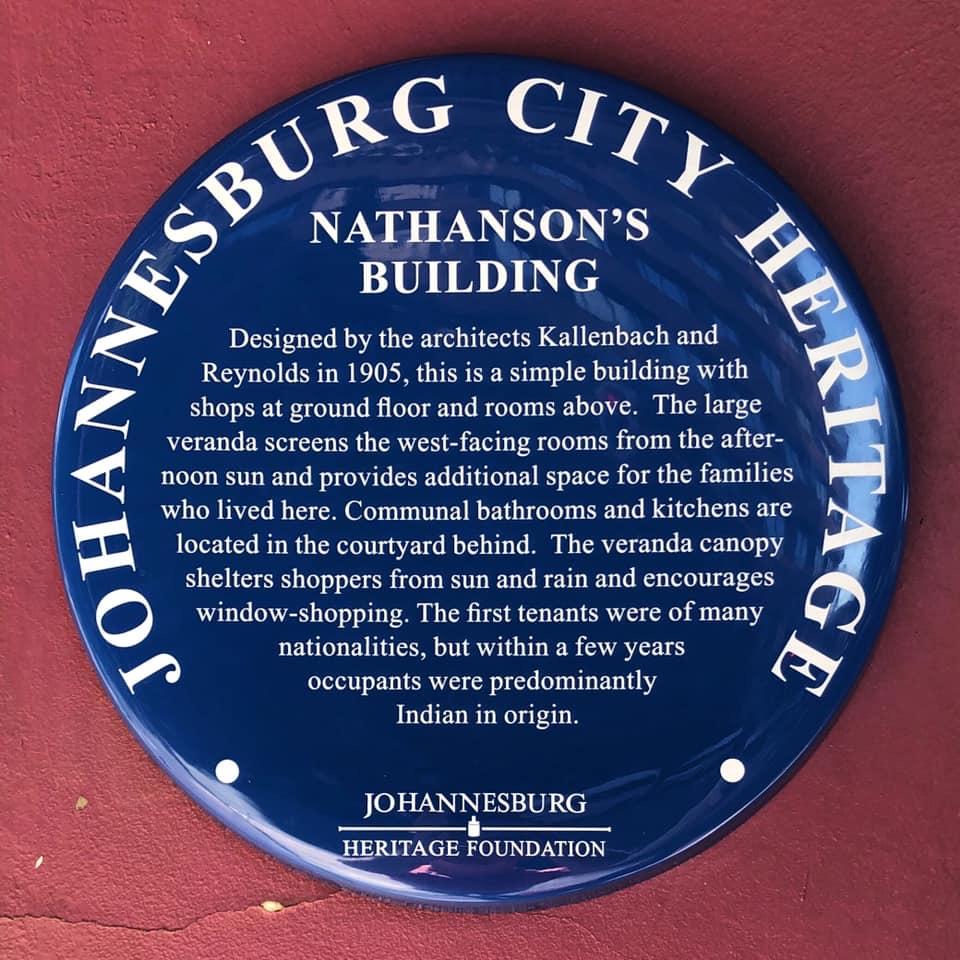 JOHANNESBURG CITY HERITAGE
NATHANSON’S
BUILDING
Designed by the architects Kallenbach and
Reynolds in 1905, this is a simple building with
shops at ground floor and rooms above. The large
veranda screens the west-facing rooms from the after-
noon sun and provides additional space for the families
who lived here. Communal bathrooms and kitchens are
located in the courtyard behind. The veranda canopy
shelters shoppers from sun and rain and encourages
window-shopping. The first tenants were of many
nationalities, but within a few years
occupants were predominantly
Indian in origin.
JOHANNESBURG
HERITAGE FOUNDATION